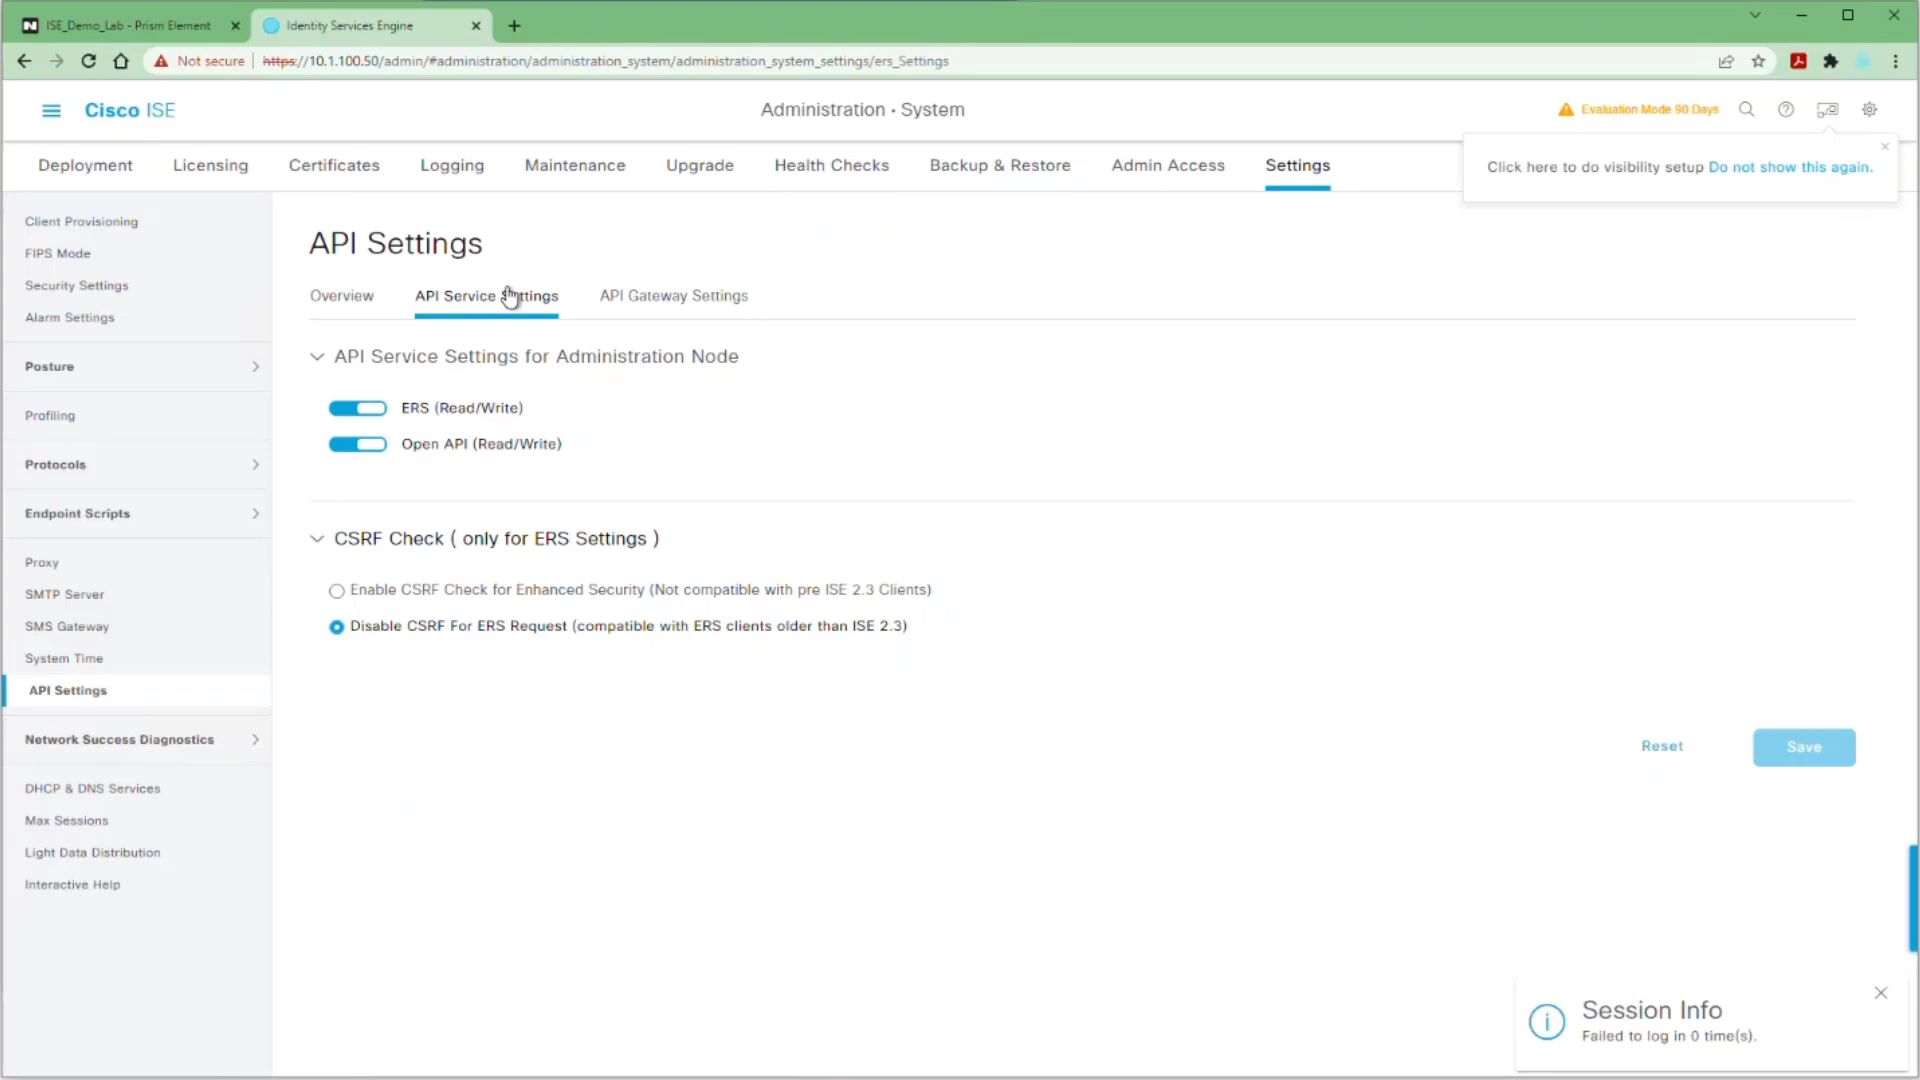 ISE_Demo_Lab - Prism Element
Identity Services Engine
Not secure
https://10.1.100.50/admin/#administration/administration_system/administration_system_settings/ers_Settings
Cisco ISE
Administration · System
Evaluation Mode 90 Days
Deployment
Licensing
Certificates
Logging
Maintenance
Upgrade
Health Checks
Backup & Restore
Admin Access
Settings
Click here to do visibility setup Do not show this again.
Client Provisioning
FIPS Mode
Security Settings
Alarm Settings
Posture
Profiling
Protocols
Endpoint Scripts
Proxy
SMTP Server
SMS Gateway
System Time
API Settings
Network Success Diagnostics
DHCP & DNS Services
Max Sessions
Light Data Distribution
Interactive Help
API Settings
Overview
API Service Settings
API Gateway Settings
API Service Settings for Administration Node
ERS (Read/Write)
Open API (Read/Write)
CSRF Check ( only for ERS Settings )
Enable CSRF Check for Enhanced Security (Not compatible with pre ISE 2.3 Clients)
Disable CSRF For ERS Request (compatible with ERS clients older than ISE 2.3)
Reset
Save
Session Info
Failed to log in 0 time(s).